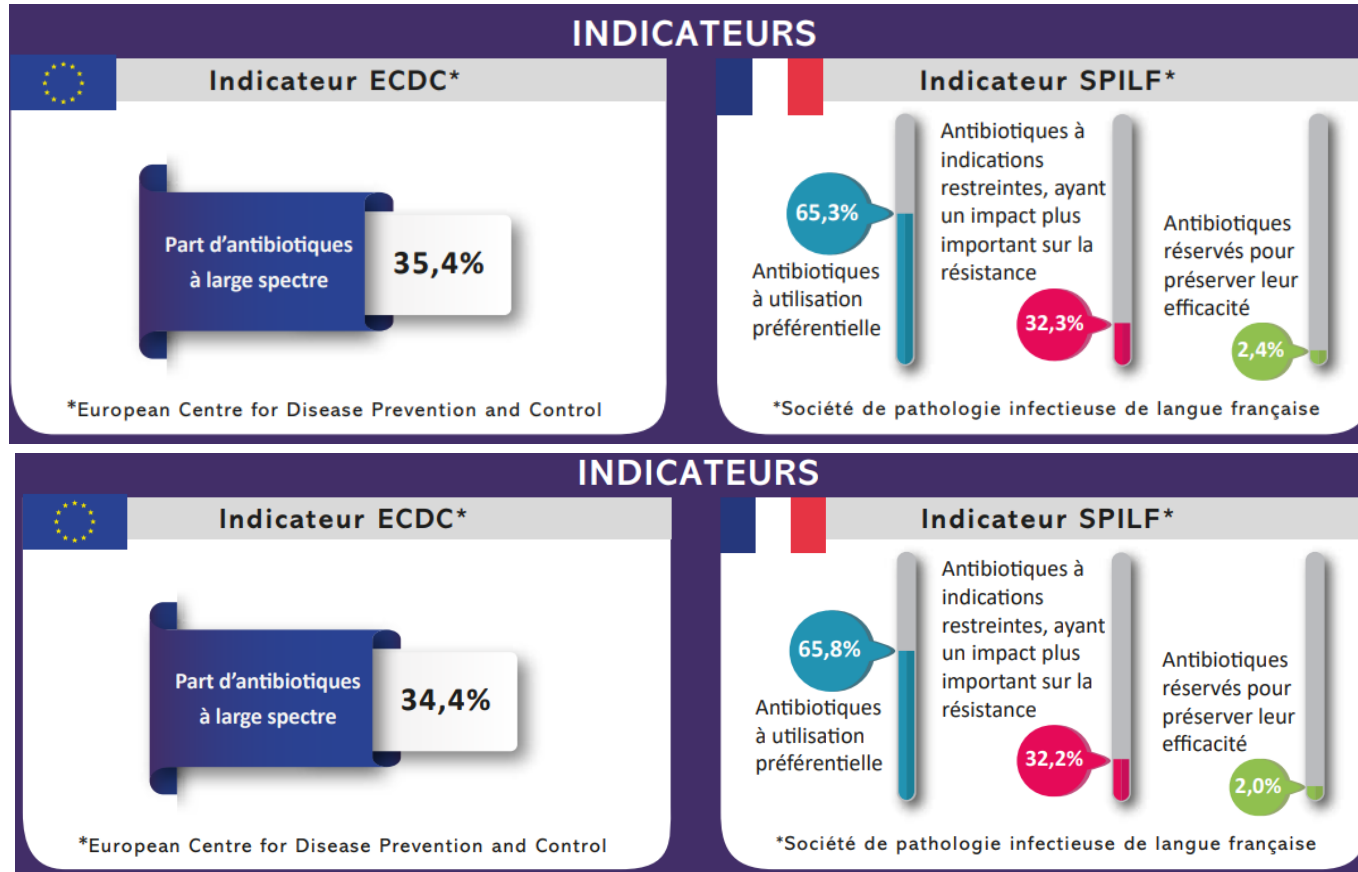 INDICATEURS
Indicateur ECDC*
Part d’antibiotiques
à large spectre
35,4%
*European Centre for Disease Prevention and Control
Indicateur SPILF*
65,3%
Antibiotiques
à utilisation
préférentielle
Antibiotiques à
indications
restreintes, ayant
un impact plus
important sur la
résistance
32,3%
Antibiotiques
réservés pour
préserver leur
efficacité
2,4%
*Société de pathologie infectieuse de langue française
INDICATEURS
Indicateur ECDC*
Part d’antibiotiques
à large spectre
34,4%
*European Centre for Disease Prevention and Control
Indicateur SPILF*
65,8%
Antibiotiques
à utilisation
préférentielle
Antibiotiques à
indications
restreintes, ayant
un impact plus
important sur la
résistance
32,2%
Antibiotiques
réservés pour
préserver leur
efficacité
2,0%
*Société de pathologie infectieuse de langue française